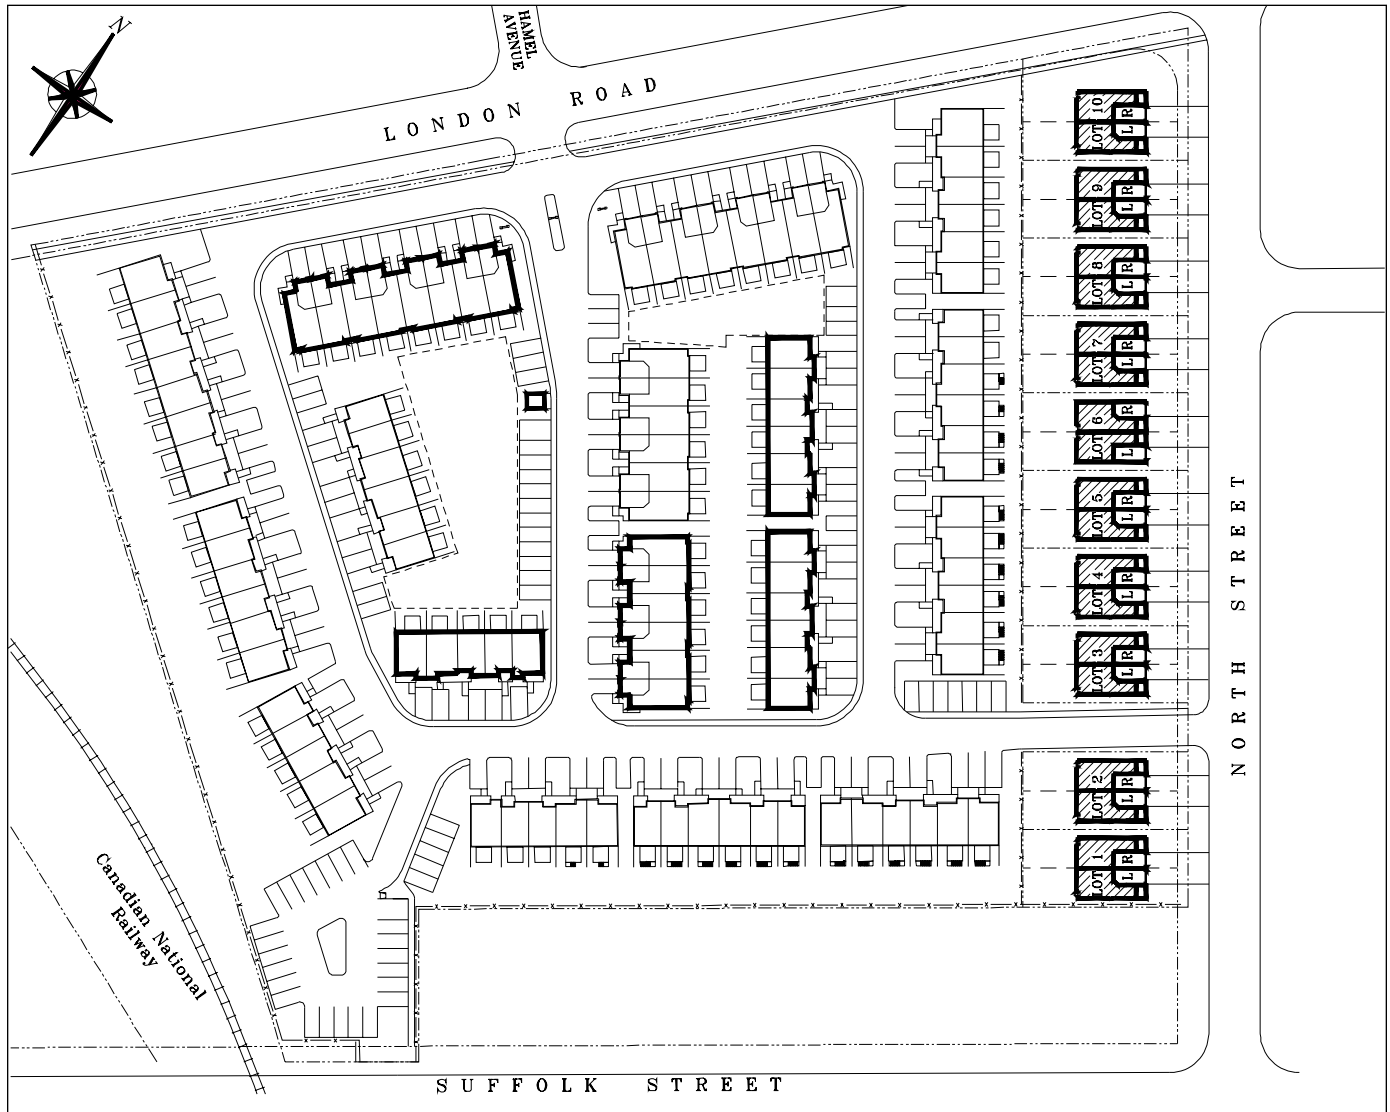 N
HAMEL
AVENUE
LONDON ROAD
LOT 10
L R
LOT 9
L R
LOT 8
L R
LOT 7
L R
LOT 6
L R
LOT 5
L R
LOT 4
L R
LOT 3
L R
LOT 2
L R
LOT 1
L R
NORTH STREET
Canadian National
Railway
SUFFOLK STREET